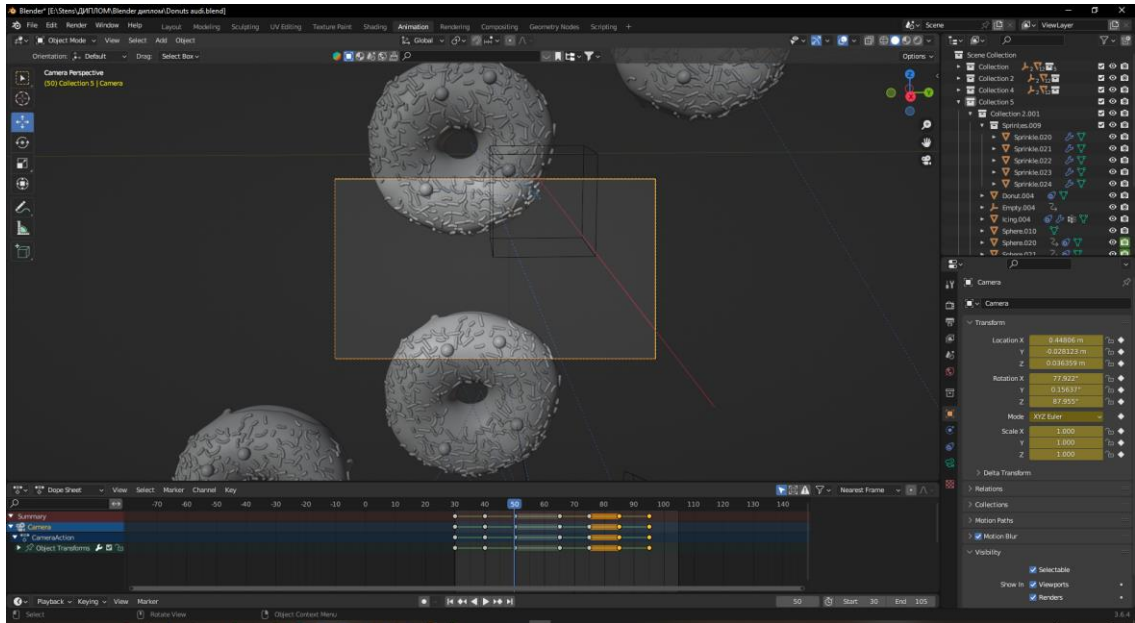 Blender* [E:\Stens\ДИПЛОМ\Blender диплом\Donuts audi.blend]
File Edit Render Window Help Layout Modeling Sculpting UV Editing Texture Paint Shading Animation Rendering Compositing Geometry Nodes Scripting + Scene ViewLayer
Object Mode View Select Add Object Global
Orientation: Default Drag: Select Box Options
Camera Perspective
(50) Collection 5 | Camera
Z
Y
X
Scene Collection
Collection
Collection 2
Collection 4
Collection 5
Collection 2.001
Sprinkles.009
Sprinkle.020
Sprinkle.021
Sprinkle.022
Sprinkle.023
Sprinkle.024
Donut.004
Empty.004
Icing.004
Sphere.010
Sphere.020
Sphere.021
Camera
Camera
Transform
Location X 0.44806 m
Y -0.028123 m
Z 0.036359 m
Rotation X 77.922°
Y 0.15637°
Z 87.955°
Mode XYZ Euler
Scale X 1.000
Y 1.000
Z 1.000
Delta Transform
Relations
Collections
Motion Paths
Motion Blur
Visibility
Selectable
Show In Viewports
Renders
Dope Sheet View Select Marker Channel Key Nearest Frame
-70 -60 -50 -40 -30 -20 -10 0 10 20 30 40 50 60 70 80 90 100 110 120 130 140
Summary
Camera
CameraAction
Object Transforms
Playback Keying View Marker 50 Start 30 End 105
Select Rotate View Object Context Menu 3.6.4